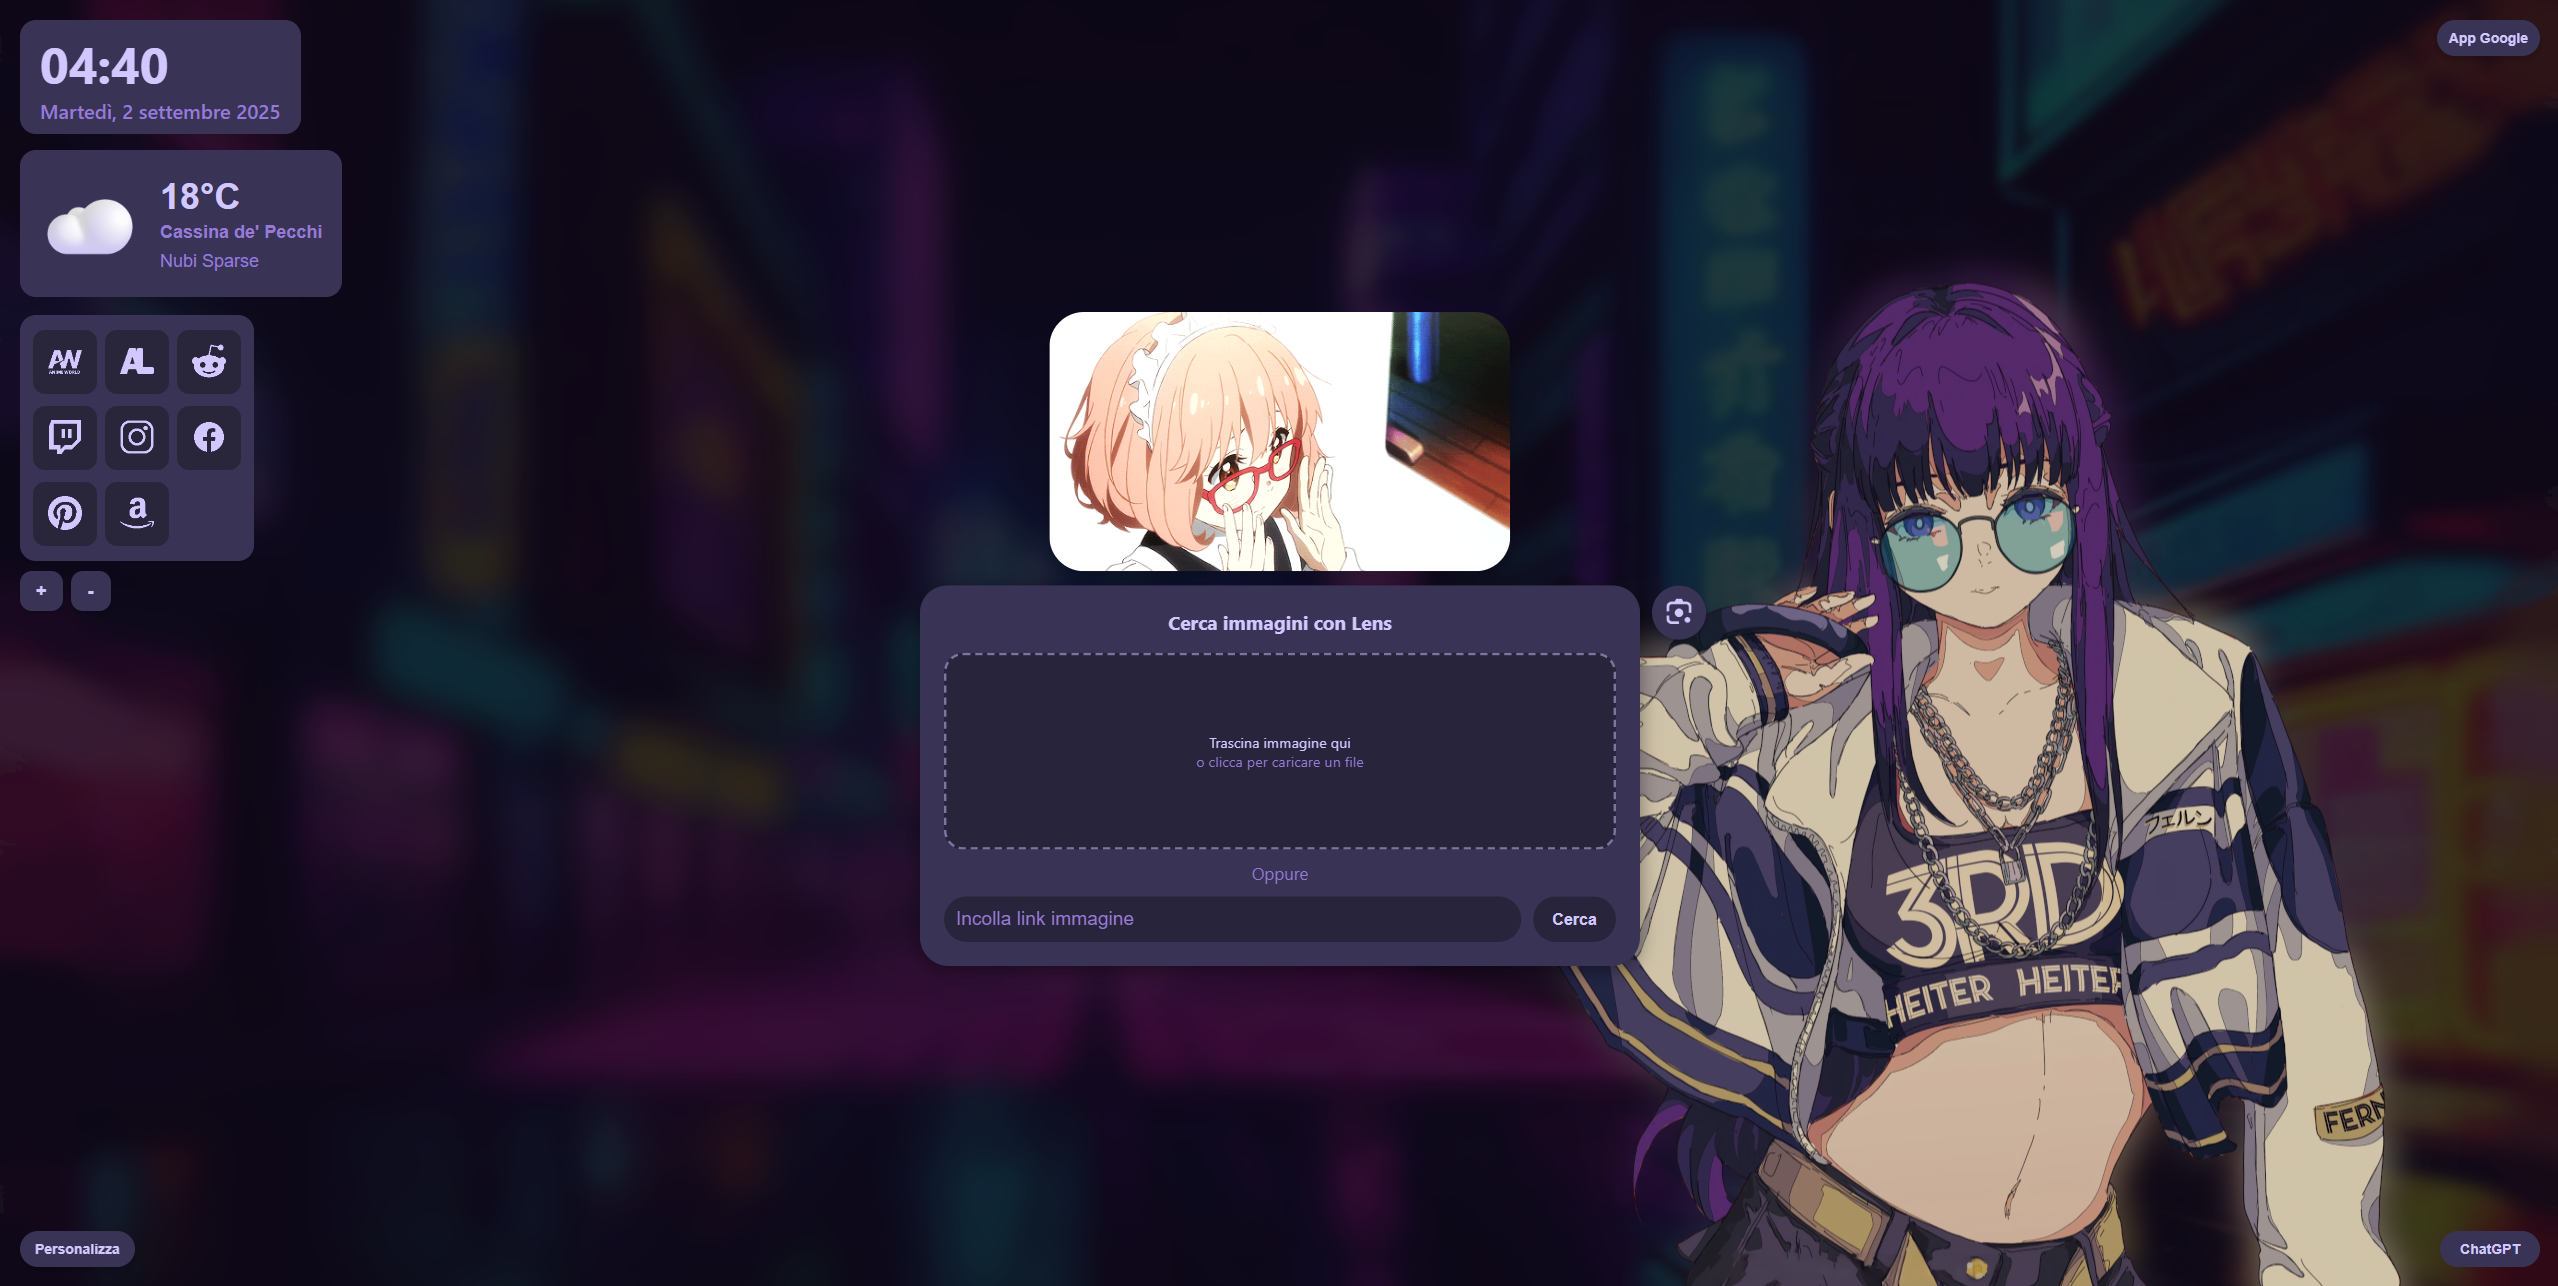 04:40
Martedì, 2 settembre 2025
App Google
18°C
Cassina de' Pecchi
Nubi Sparse
AW
ANIME WORLD
AL
+ -
Cerca immagini con Lens
Trascina immagine qui
o clicca per caricare un file
Oppure
Incolla link immagine
Cerca
フェルン
3RD
HEITER HEITER
FERN
Personalizza
ChatGPT